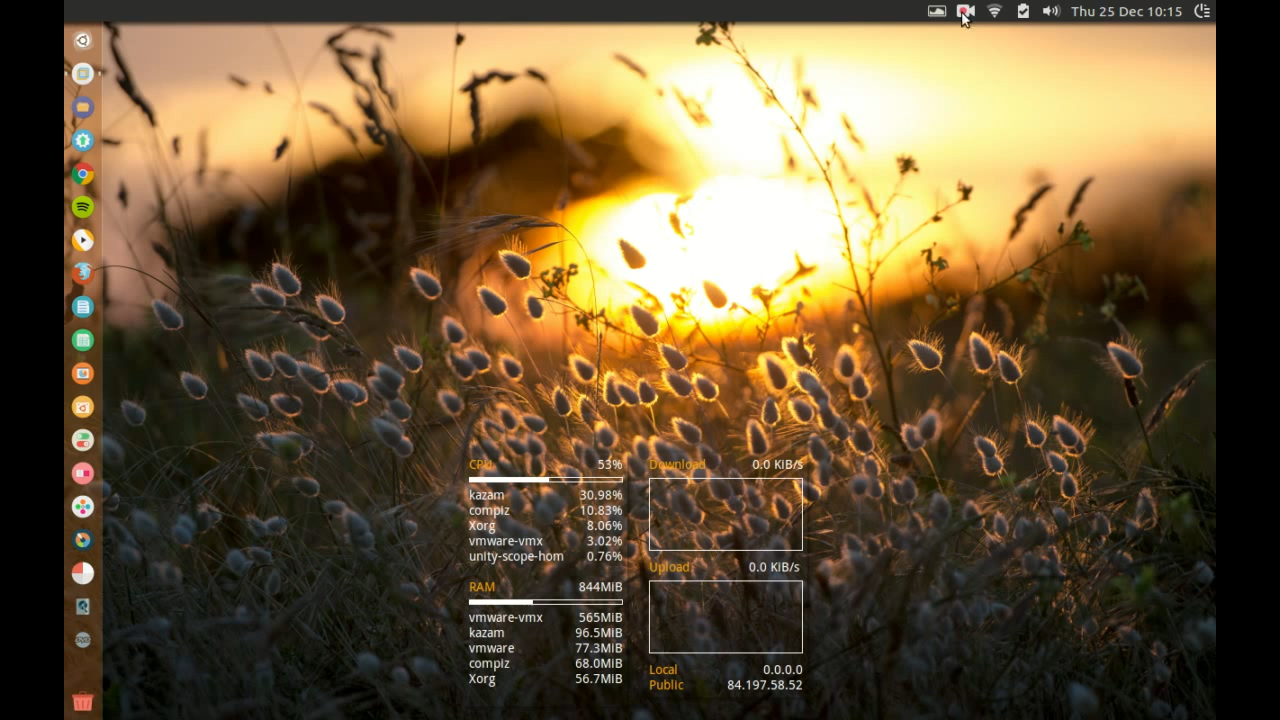 Thu 25 Dec 10:15
CPU 53%
kazam 30.98%
compiz 10.83%
Xorg 8.06%
vmware-vmx 3.02%
unity-scope-hom 0.76%
RAM 844MiB
vmware-vmx 565MiB
kazam 96.5MiB
vmware 77.3MiB
compiz 68.0MiB
Xorg 56.7MiB
Download 0.0 KiB/s
Upload 0.0 KiB/s
Local 0.0.0.0
Public 84.197.58.52